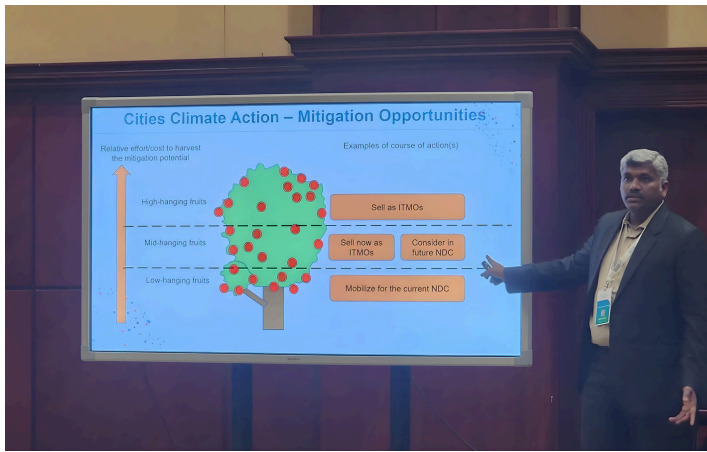 Cities Climate Action – Mitigation Opportunities
Relative effort/cost to harvest
the mitigation potential
Examples of course of action(s)
High-hanging fruits
Sell as ITMOs
Mid-hanging fruits
Sell now as
ITMOs
Consider in
future NDC
Low-hanging fruits
Mobilize for the current NDC